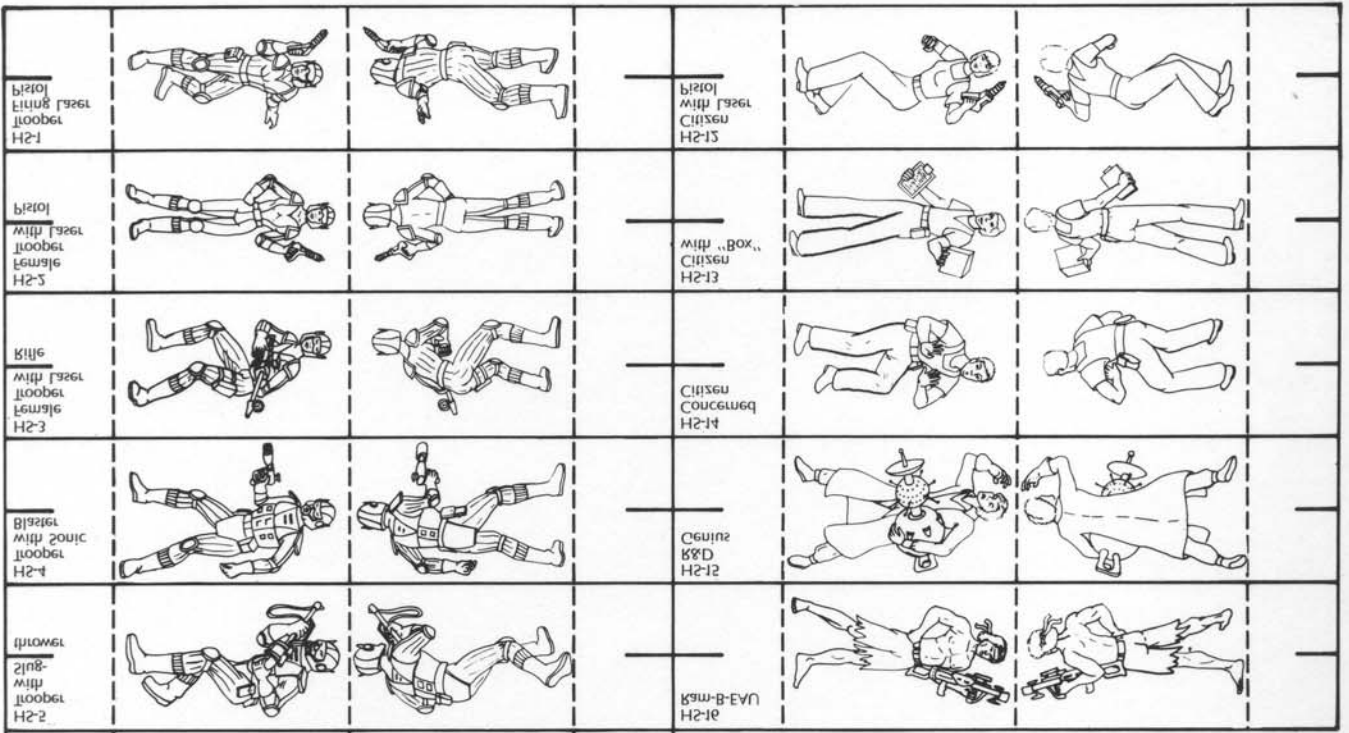 HS-1
Trooper
Firing Laser
Pistol
HS-2
Female
Trooper
with Laser
Pistol
HS-3
Female
Trooper
with Laser
Rifle
HS-4
Trooper
with Sonic
Blaster
HS-5
Trooper
with
Slug-
thrower
HS-12
Citizen
with Laser
Pistol
HS-13
Citizen
with "Box"
HS-14
Concerned
Citizen
HS-15
R&D
Genius
HS-16
Ram-B-EAU